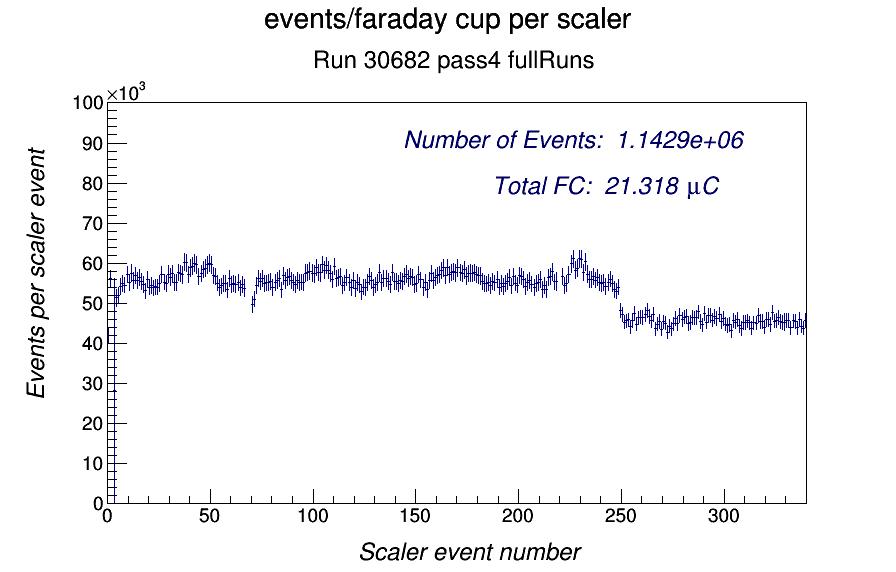 events/faraday cup per scaler
Run 30682 pass4 fullRuns
×10³
100
90
80
70
60
50
40
30
20
10
0
Events per scaler event
Number of Events: 1.1429e+06
Total FC: 21.318 μC
0 50 100 150 200 250 300
Scaler event number